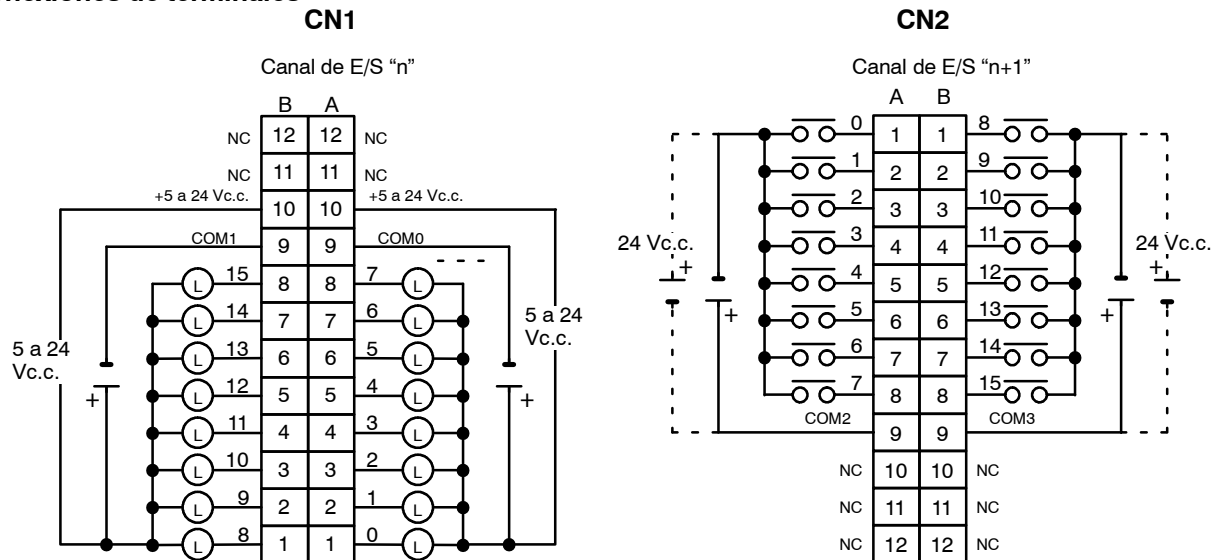 CN1
Canal de E/S “n”
B A
NC 12 12 NC
NC 11 11 NC
+5 a 24 Vc.c. 10 10 +5 a 24 Vc.c.
COM1 9 9 COM0
L 15 8 8 7 L
L 14 7 7 6 L
L 13 6 6 5 L
L 12 5 5 4 L
L 11 4 4 3 L
L 10 3 3 2 L
L 9 2 2 1 L
L 8 1 1 0 L
5 a 24
Vc.c.
+
5 a 24
Vc.c.
+
CN2
Canal de E/S “n+1”
A B
0 1 1 8
1 2 2 9
2 3 3 10
3 4 4 11
4 5 5 12
5 6 6 13
6 7 7 14
7 8 8 15
COM2 9 9 COM3
NC 10 10 NC
NC 11 11 NC
NC 12 12 NC
24 Vc.c.
+
+
24 Vc.c.
+
+